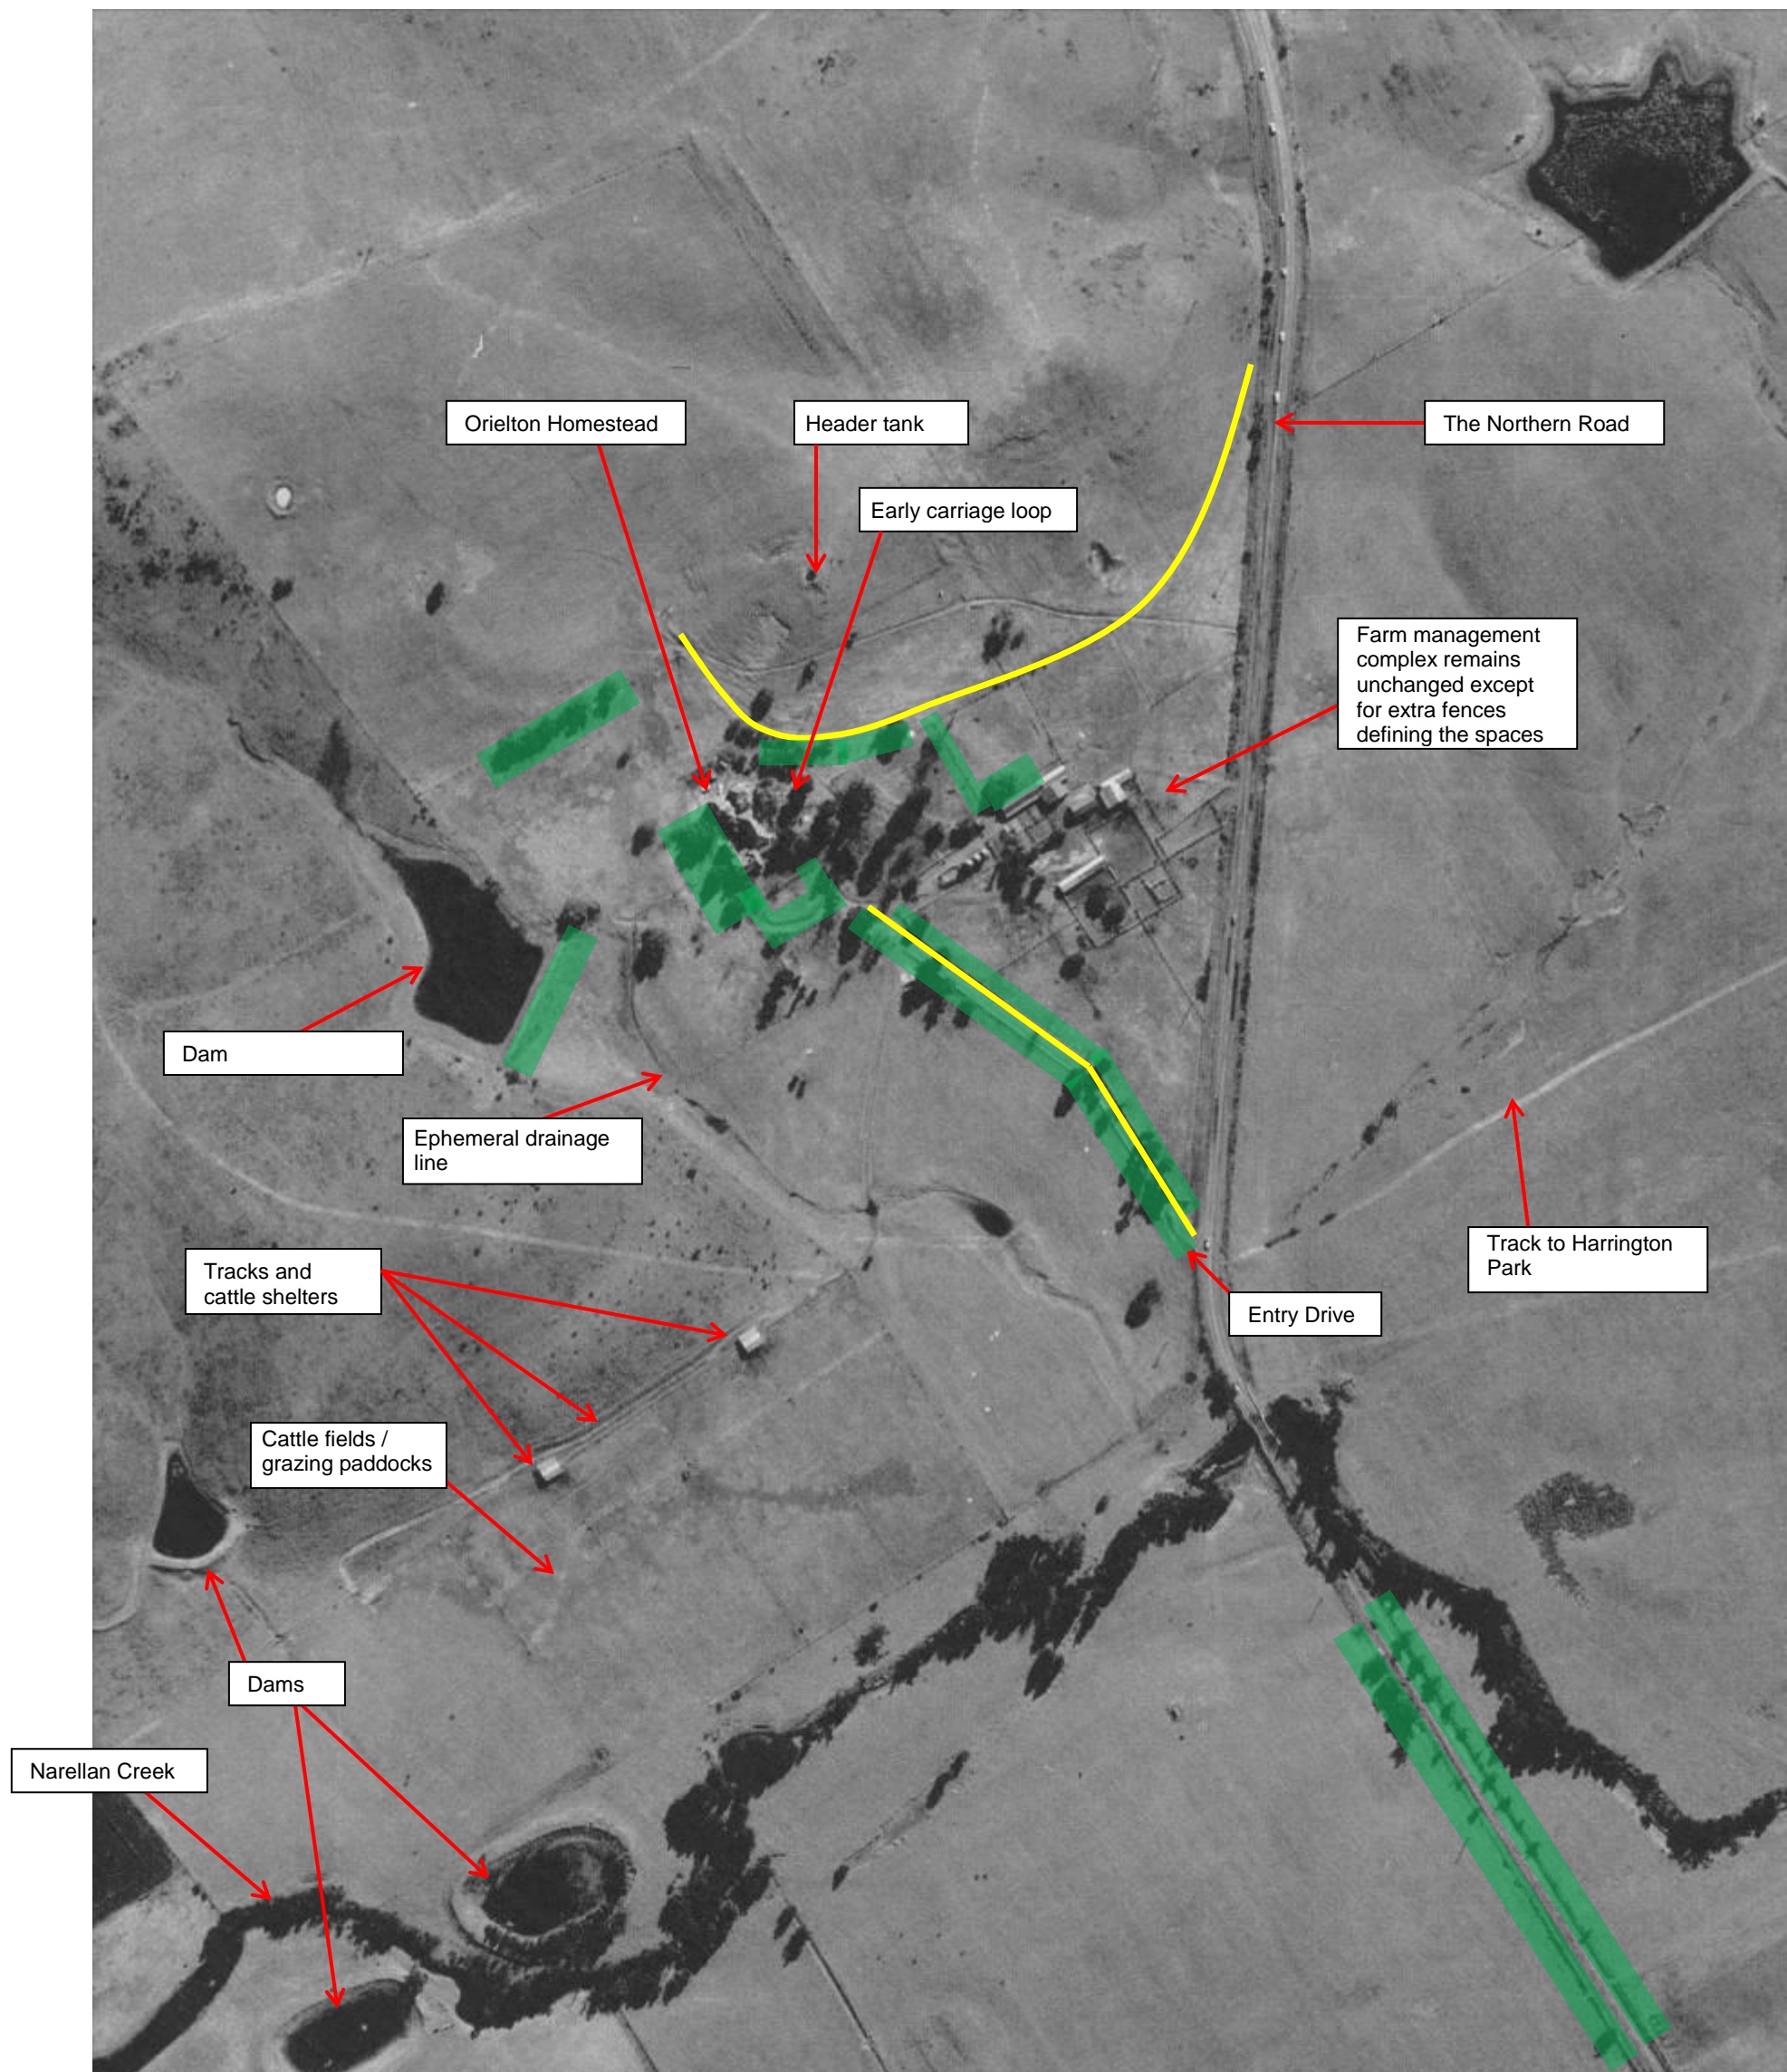 Orielton Homestead
Header tank
The Northern Road
Early carriage loop
Farm management
complex remains
unchanged except
for extra fences
defining the spaces
Dam
Ephemeral drainage
line
Track to Harrington
Park
Tracks and
cattle shelters
Entry Drive
Cattle fields /
grazing paddocks
Dams
Narellan Creek